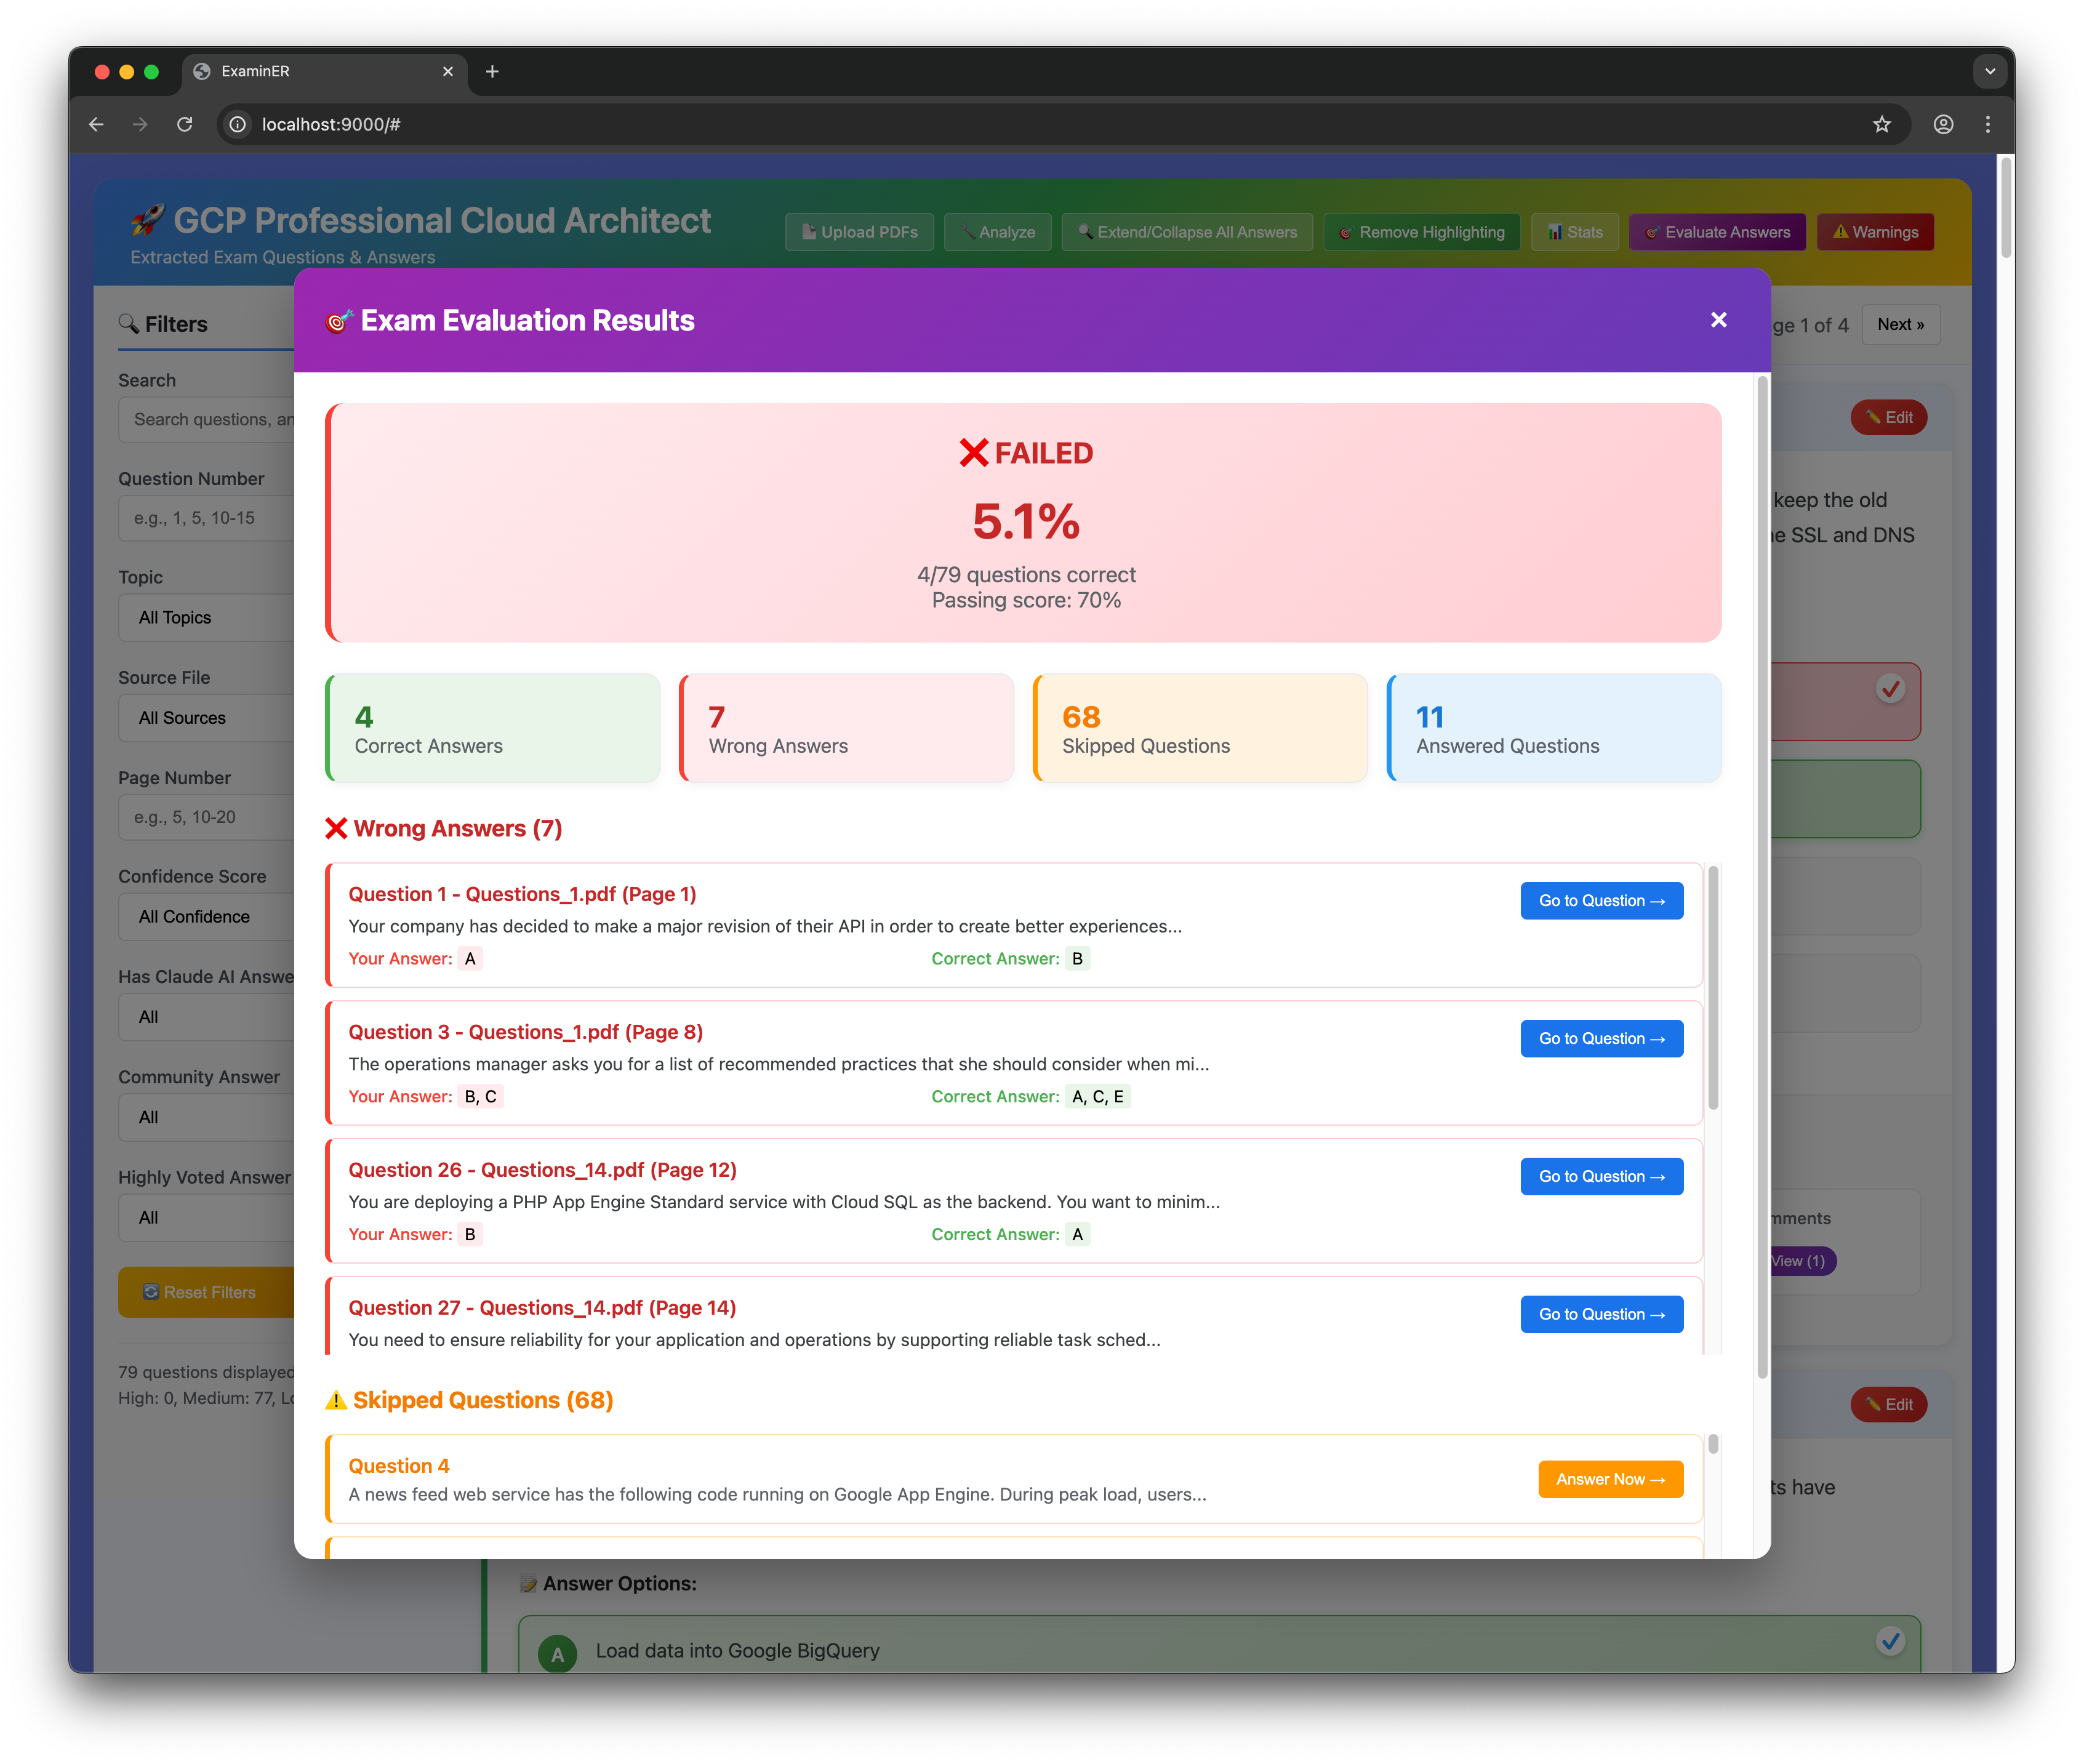 ExaminER
localhost:9000/#
GCP Professional Cloud Architect
Extracted Exam Questions & Answers
Upload PDFs
Analyze
Extend/Collapse All Answers
Remove Highlighting
Stats
Evaluate Answers
Warnings
Filters
Search
Search questions, an
Question Number
e.g., 1, 5, 10-15
Topic
All Topics
Source File
All Sources
Page Number
e.g., 5, 10-20
Confidence Score
All Confidence
Has Claude AI Answe
All
Community Answer
All
Highly Voted Answer
All
Reset Filters
79 questions displayed
High: 0, Medium: 77, Lo
Exam Evaluation Results
FAILED
5.1%
4/79 questions correct
Passing score: 70%
4
Correct Answers
7
Wrong Answers
68
Skipped Questions
11
Answered Questions
Wrong Answers (7)
Question 1 - Questions_1.pdf (Page 1)
Go to Question →
Your company has decided to make a major revision of their API in order to create better experiences...
Your Answer: A
Correct Answer: B
Question 3 - Questions_1.pdf (Page 8)
Go to Question →
The operations manager asks you for a list of recommended practices that she should consider when mi...
Your Answer: B, C
Correct Answer: A, C, E
Question 26 - Questions_14.pdf (Page 12)
Go to Question →
You are deploying a PHP App Engine Standard service with Cloud SQL as the backend. You want to minim...
Your Answer: B
Correct Answer: A
Question 27 - Questions_14.pdf (Page 14)
Go to Question →
You need to ensure reliability for your application and operations by supporting reliable task sched...
Skipped Questions (68)
Question 4
Answer Now →
A news feed web service has the following code running on Google App Engine. During peak load, users...
ge 1 of 4
Next »
Edit
keep the old
e SSL and DNS
mments
View (1)
Edit
ts have
Answer Options:
A
Load data into Google BigQuery